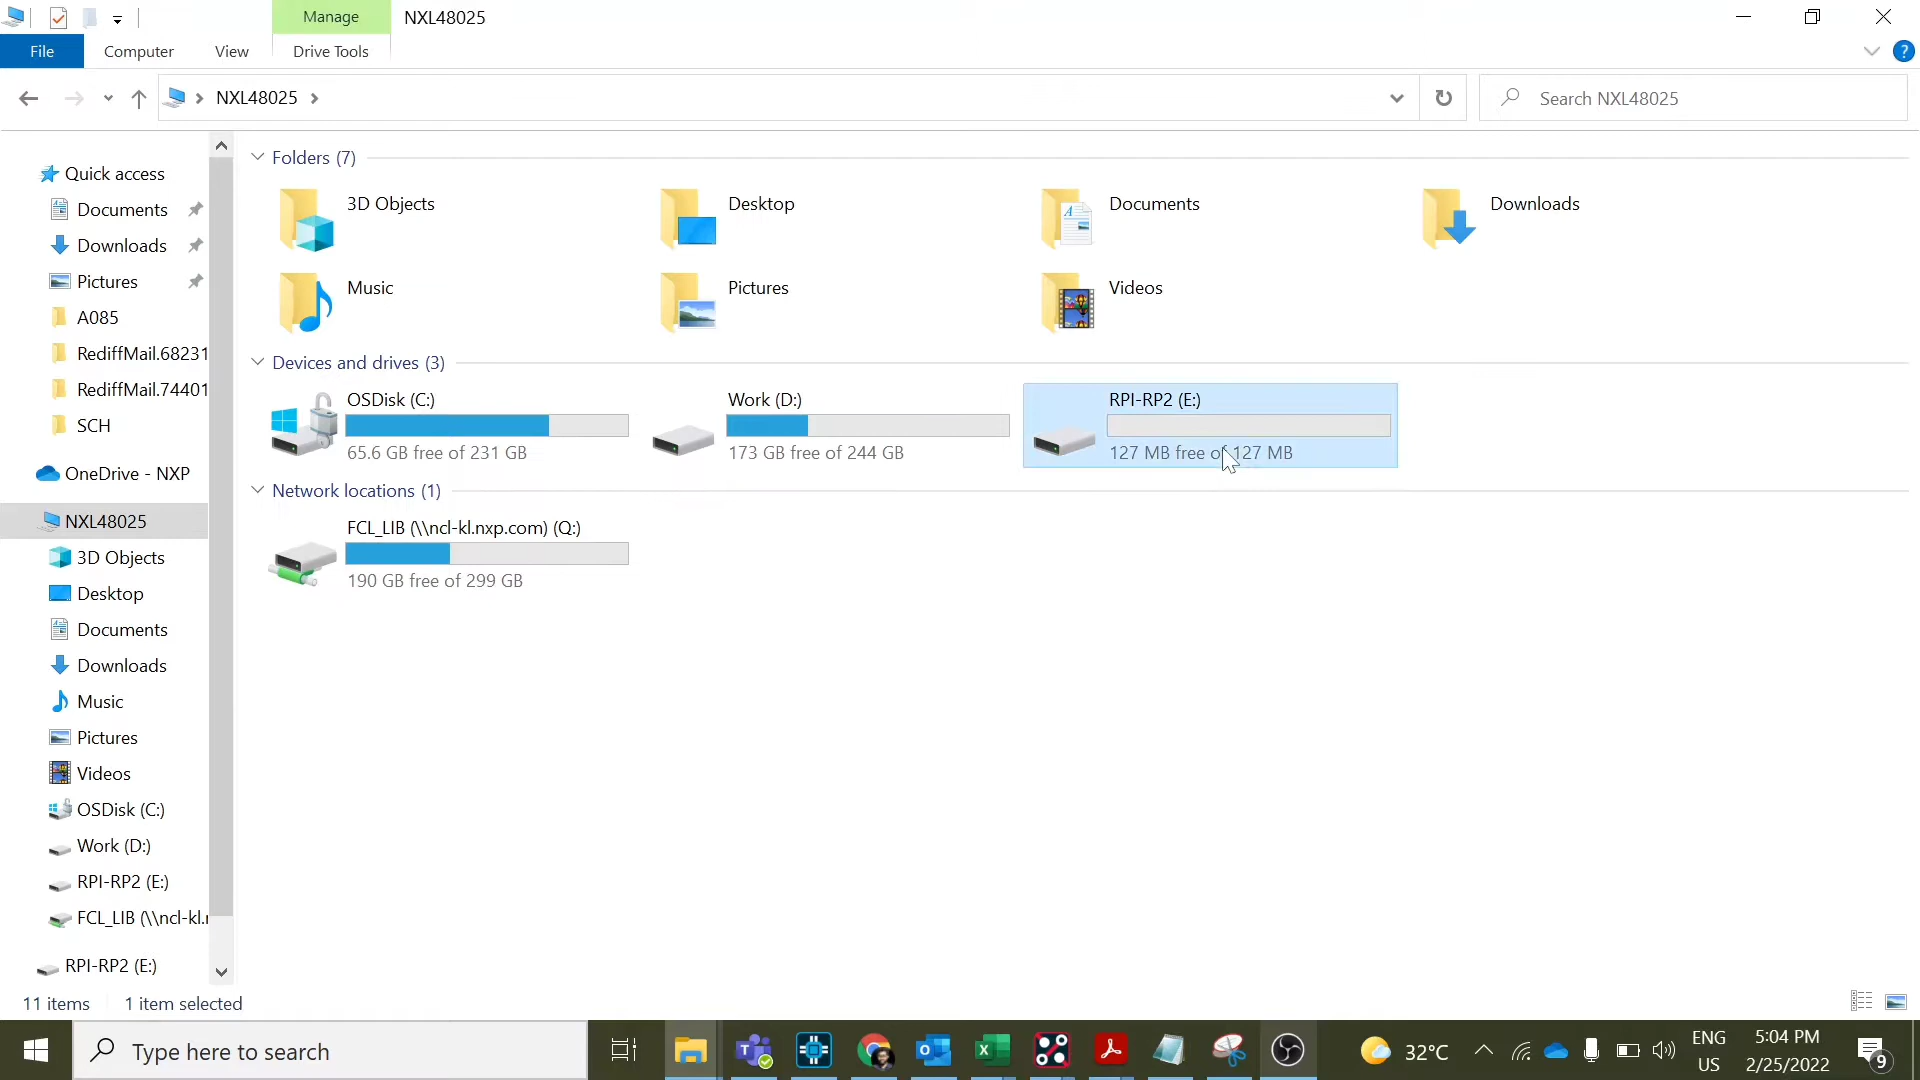 Manage
NXL48025
File
Computer
View
Drive Tools
NXL48025
Search NXL48025
Quick access
Documents
Downloads
Pictures
A085
RediffMail.68231
RediffMail.74401
SCH
OneDrive - NXP
NXL48025
3D Objects
Desktop
Documents
Downloads
Music
Pictures
Videos
OSDisk (C:)
Work (D:)
RPI-RP2 (E:)
FCL_LIB (\\ncl-kl.
RPI-RP2 (E:)
Folders (7)
3D Objects
Desktop
Documents
Downloads
Music
Pictures
Videos
Devices and drives (3)
OSDisk (C:)
65.6 GB free of 231 GB
Work (D:)
173 GB free of 244 GB
RPI-RP2 (E:)
127 MB free of 127 MB
Network locations (1)
FCL_LIB (\\ncl-kl.nxp.com) (Q:)
190 GB free of 299 GB
11 items
1 item selected
Type here to search
32°C
ENG
US
5:04 PM
2/25/2022
9